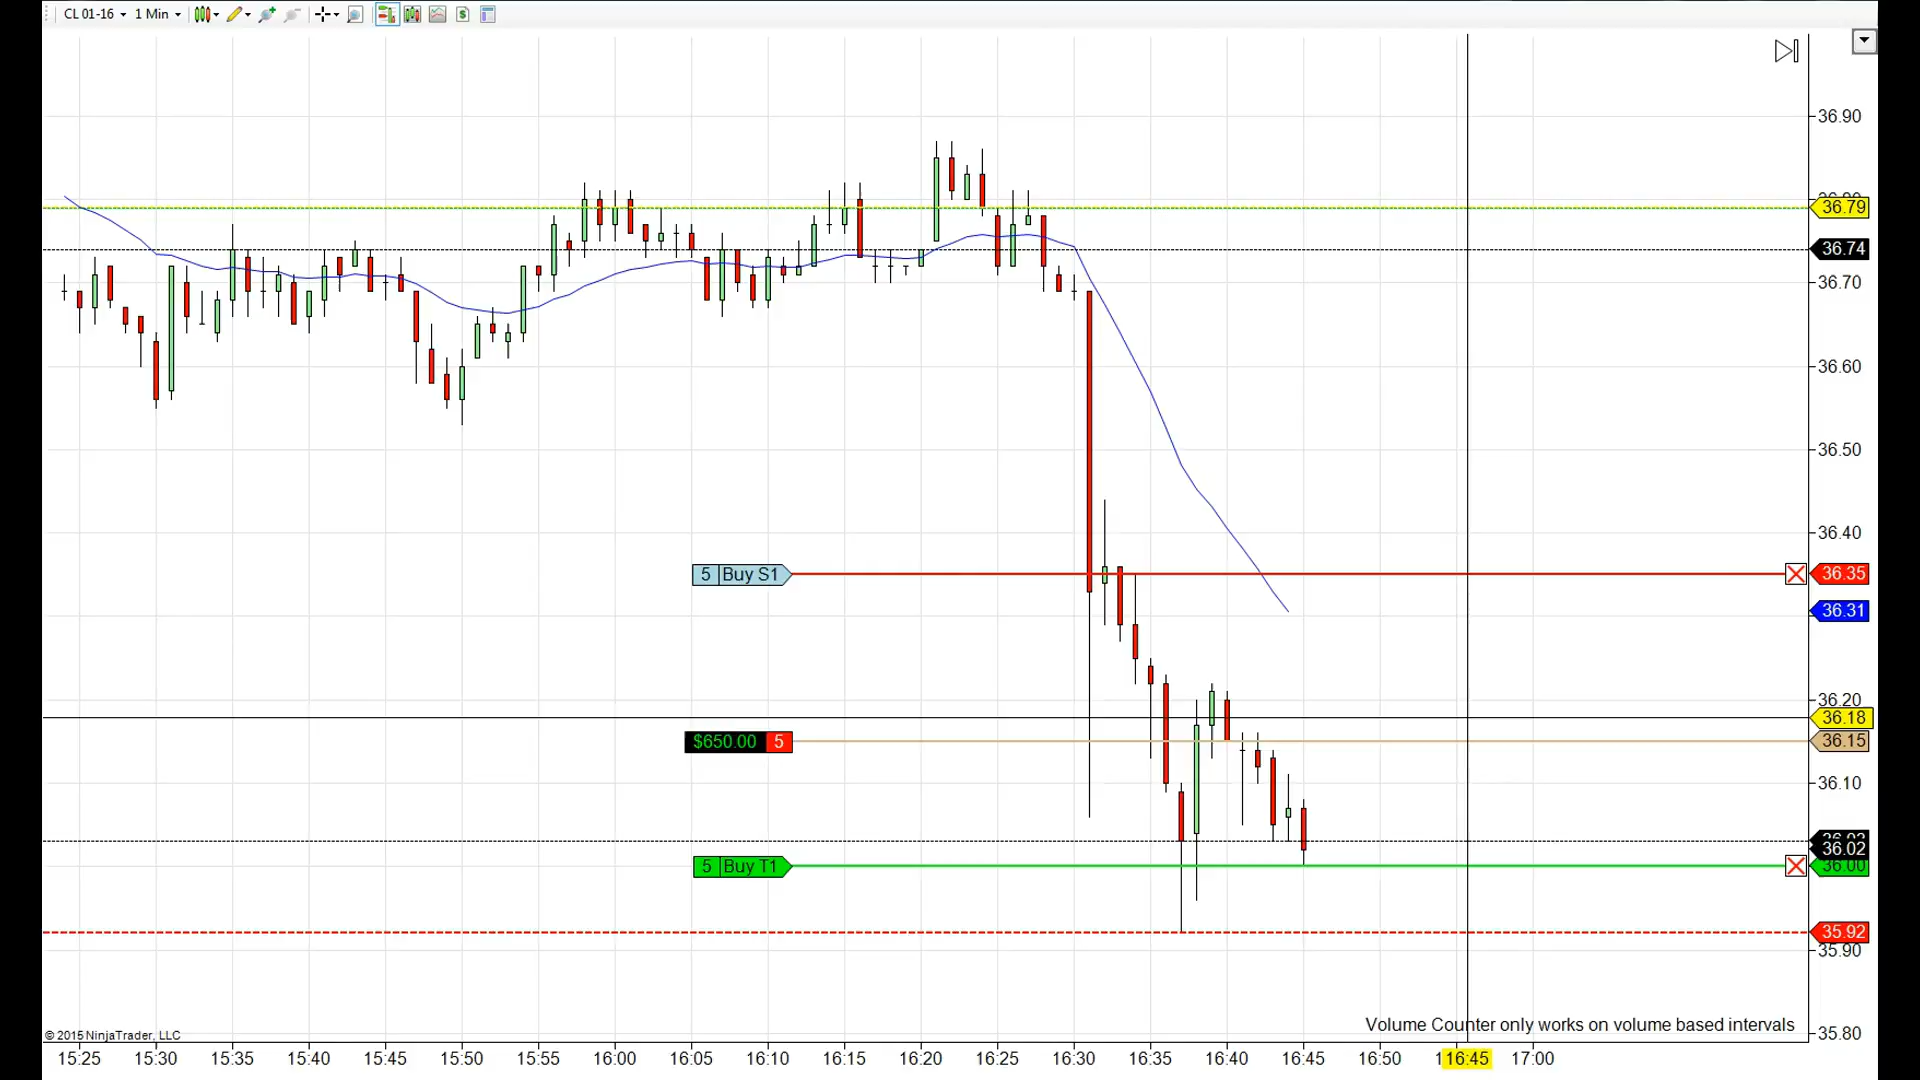 CL 01-16 1 Min
36.90
36.79
36.74
36.70
36.60
36.50
36.40
5 Buy S1 36.35
36.31
36.20
36.18
$650.00 5 36.15
36.10
36.02
5 Buy T1 36.00
35.92
35.90
Volume Counter only works on volume based intervals
35.80
© 2015 NinjaTrader, LLC
15:25 15:30 15:35 15:40 15:45 15:50 15:55 16:00 16:05 16:10 16:15 16:20 16:25 16:30 16:35 16:40 16:45 16:50 16:45 17:00